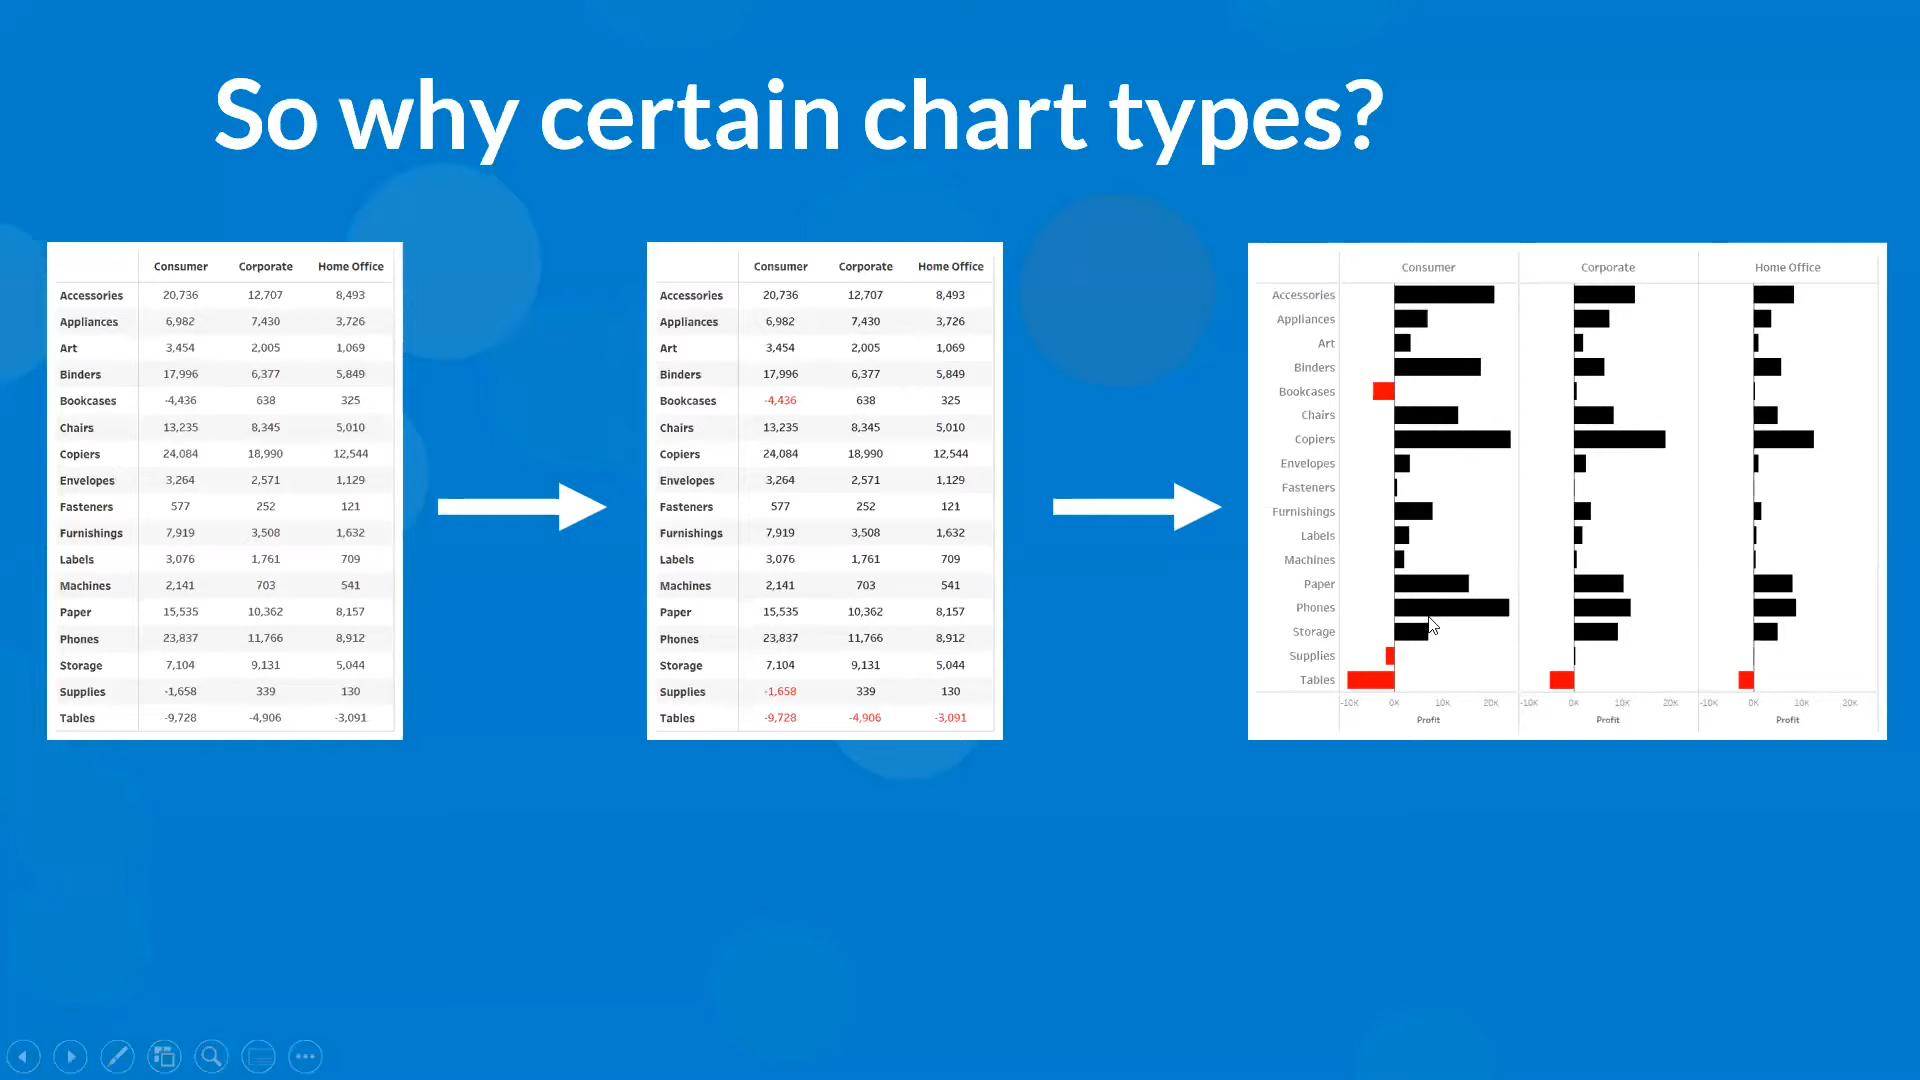 So why certain chart types?
Consumer Corporate Home Office
Accessories 20,736 12,707 8,493
Appliances 6,982 7,430 3,726
Art 3,454 2,005 1,069
Binders 17,996 6,377 5,849
Bookcases -4,436 638 325
Chairs 13,235 8,345 5,010
Copiers 24,084 18,990 12,544
Envelopes 3,264 2,571 1,129
Fasteners 577 252 121
Furnishings 7,919 3,508 1,632
Labels 3,076 1,761 709
Machines 2,141 703 541
Paper 15,535 10,362 8,157
Phones 23,837 11,766 8,912
Storage 7,104 9,131 5,044
Supplies -1,658 339 130
Tables -9,728 -4,906 -3,091
Consumer Corporate Home Office
Accessories 20,736 12,707 8,493
Appliances 6,982 7,430 3,726
Art 3,454 2,005 1,069
Binders 17,996 6,377 5,849
Bookcases -4,436 638 325
Chairs 13,235 8,345 5,010
Copiers 24,084 18,990 12,544
Envelopes 3,264 2,571 1,129
Fasteners 577 252 121
Furnishings 7,919 3,508 1,632
Labels 3,076 1,761 709
Machines 2,141 703 541
Paper 15,535 10,362 8,157
Phones 23,837 11,766 8,912
Storage 7,104 9,131 5,044
Supplies -1,658 339 130
Tables -9,728 -4,906 -3,091
Consumer Corporate Home Office
Accessories
Appliances
Art
Binders
Bookcases
Chairs
Copiers
Envelopes
Fasteners
Furnishings
Labels
Machines
Paper
Phones
Storage
Supplies
Tables
-10K 0K 10K 20K -10K 0K 10K 20K -10K 0K 10K 20K
Profit Profit Profit